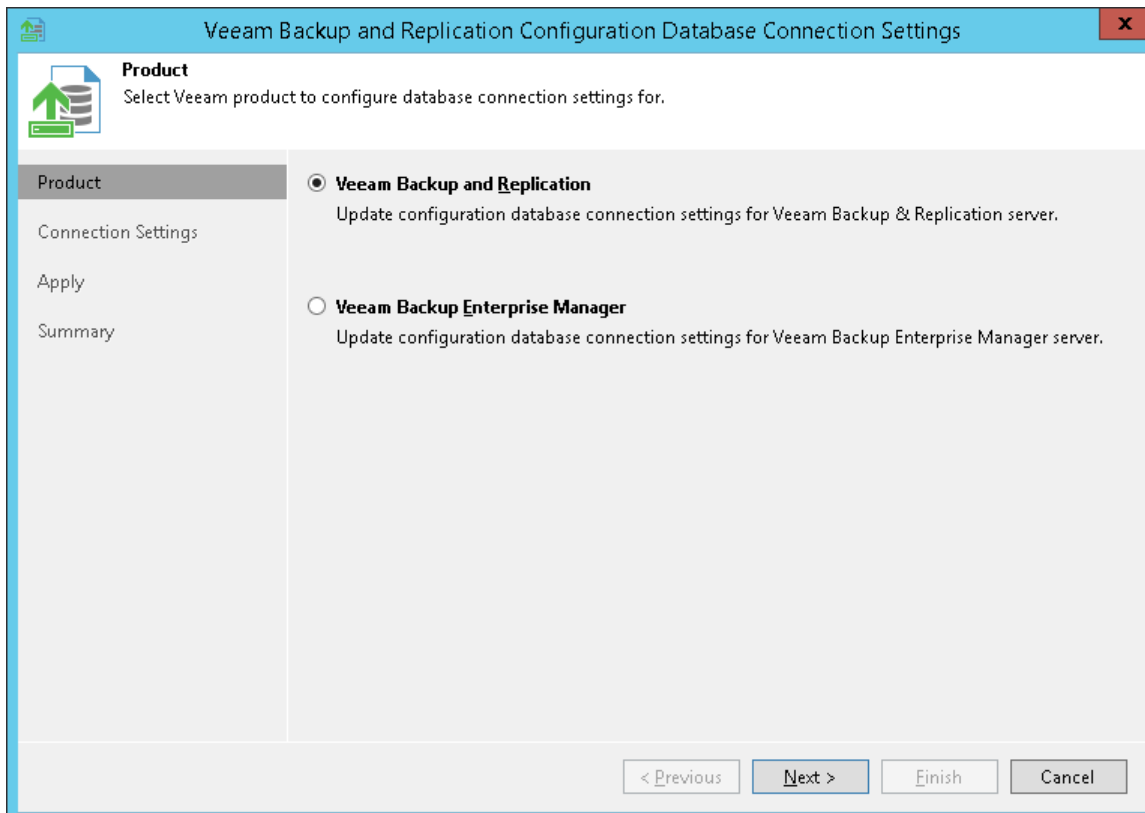 Veeam Backup and Replication Configuration Database Connection Settings
x
Product
Select Veeam product to configure database connection settings for.
Product
Connection Settings
Apply
Summary
Veeam Backup and Replication
Update configuration database connection settings for Veeam Backup & Replication server.
Veeam Backup Enterprise Manager
Update configuration database connection settings for Veeam Backup Enterprise Manager server.
< Previous
Next >
Finish
Cancel